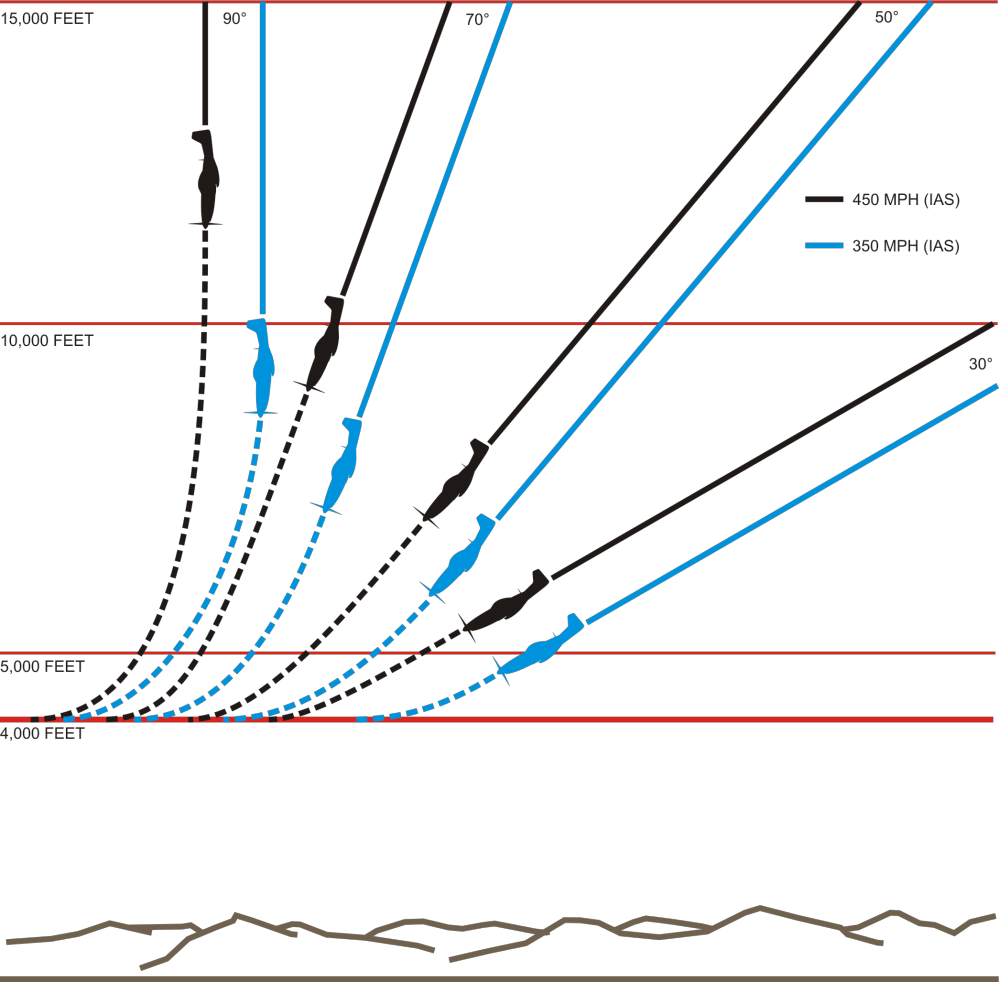 15,000 FEET
90°
70°
50°
450 MPH (IAS)
350 MPH (IAS)
10,000 FEET
30°
5,000 FEET
4,000 FEET